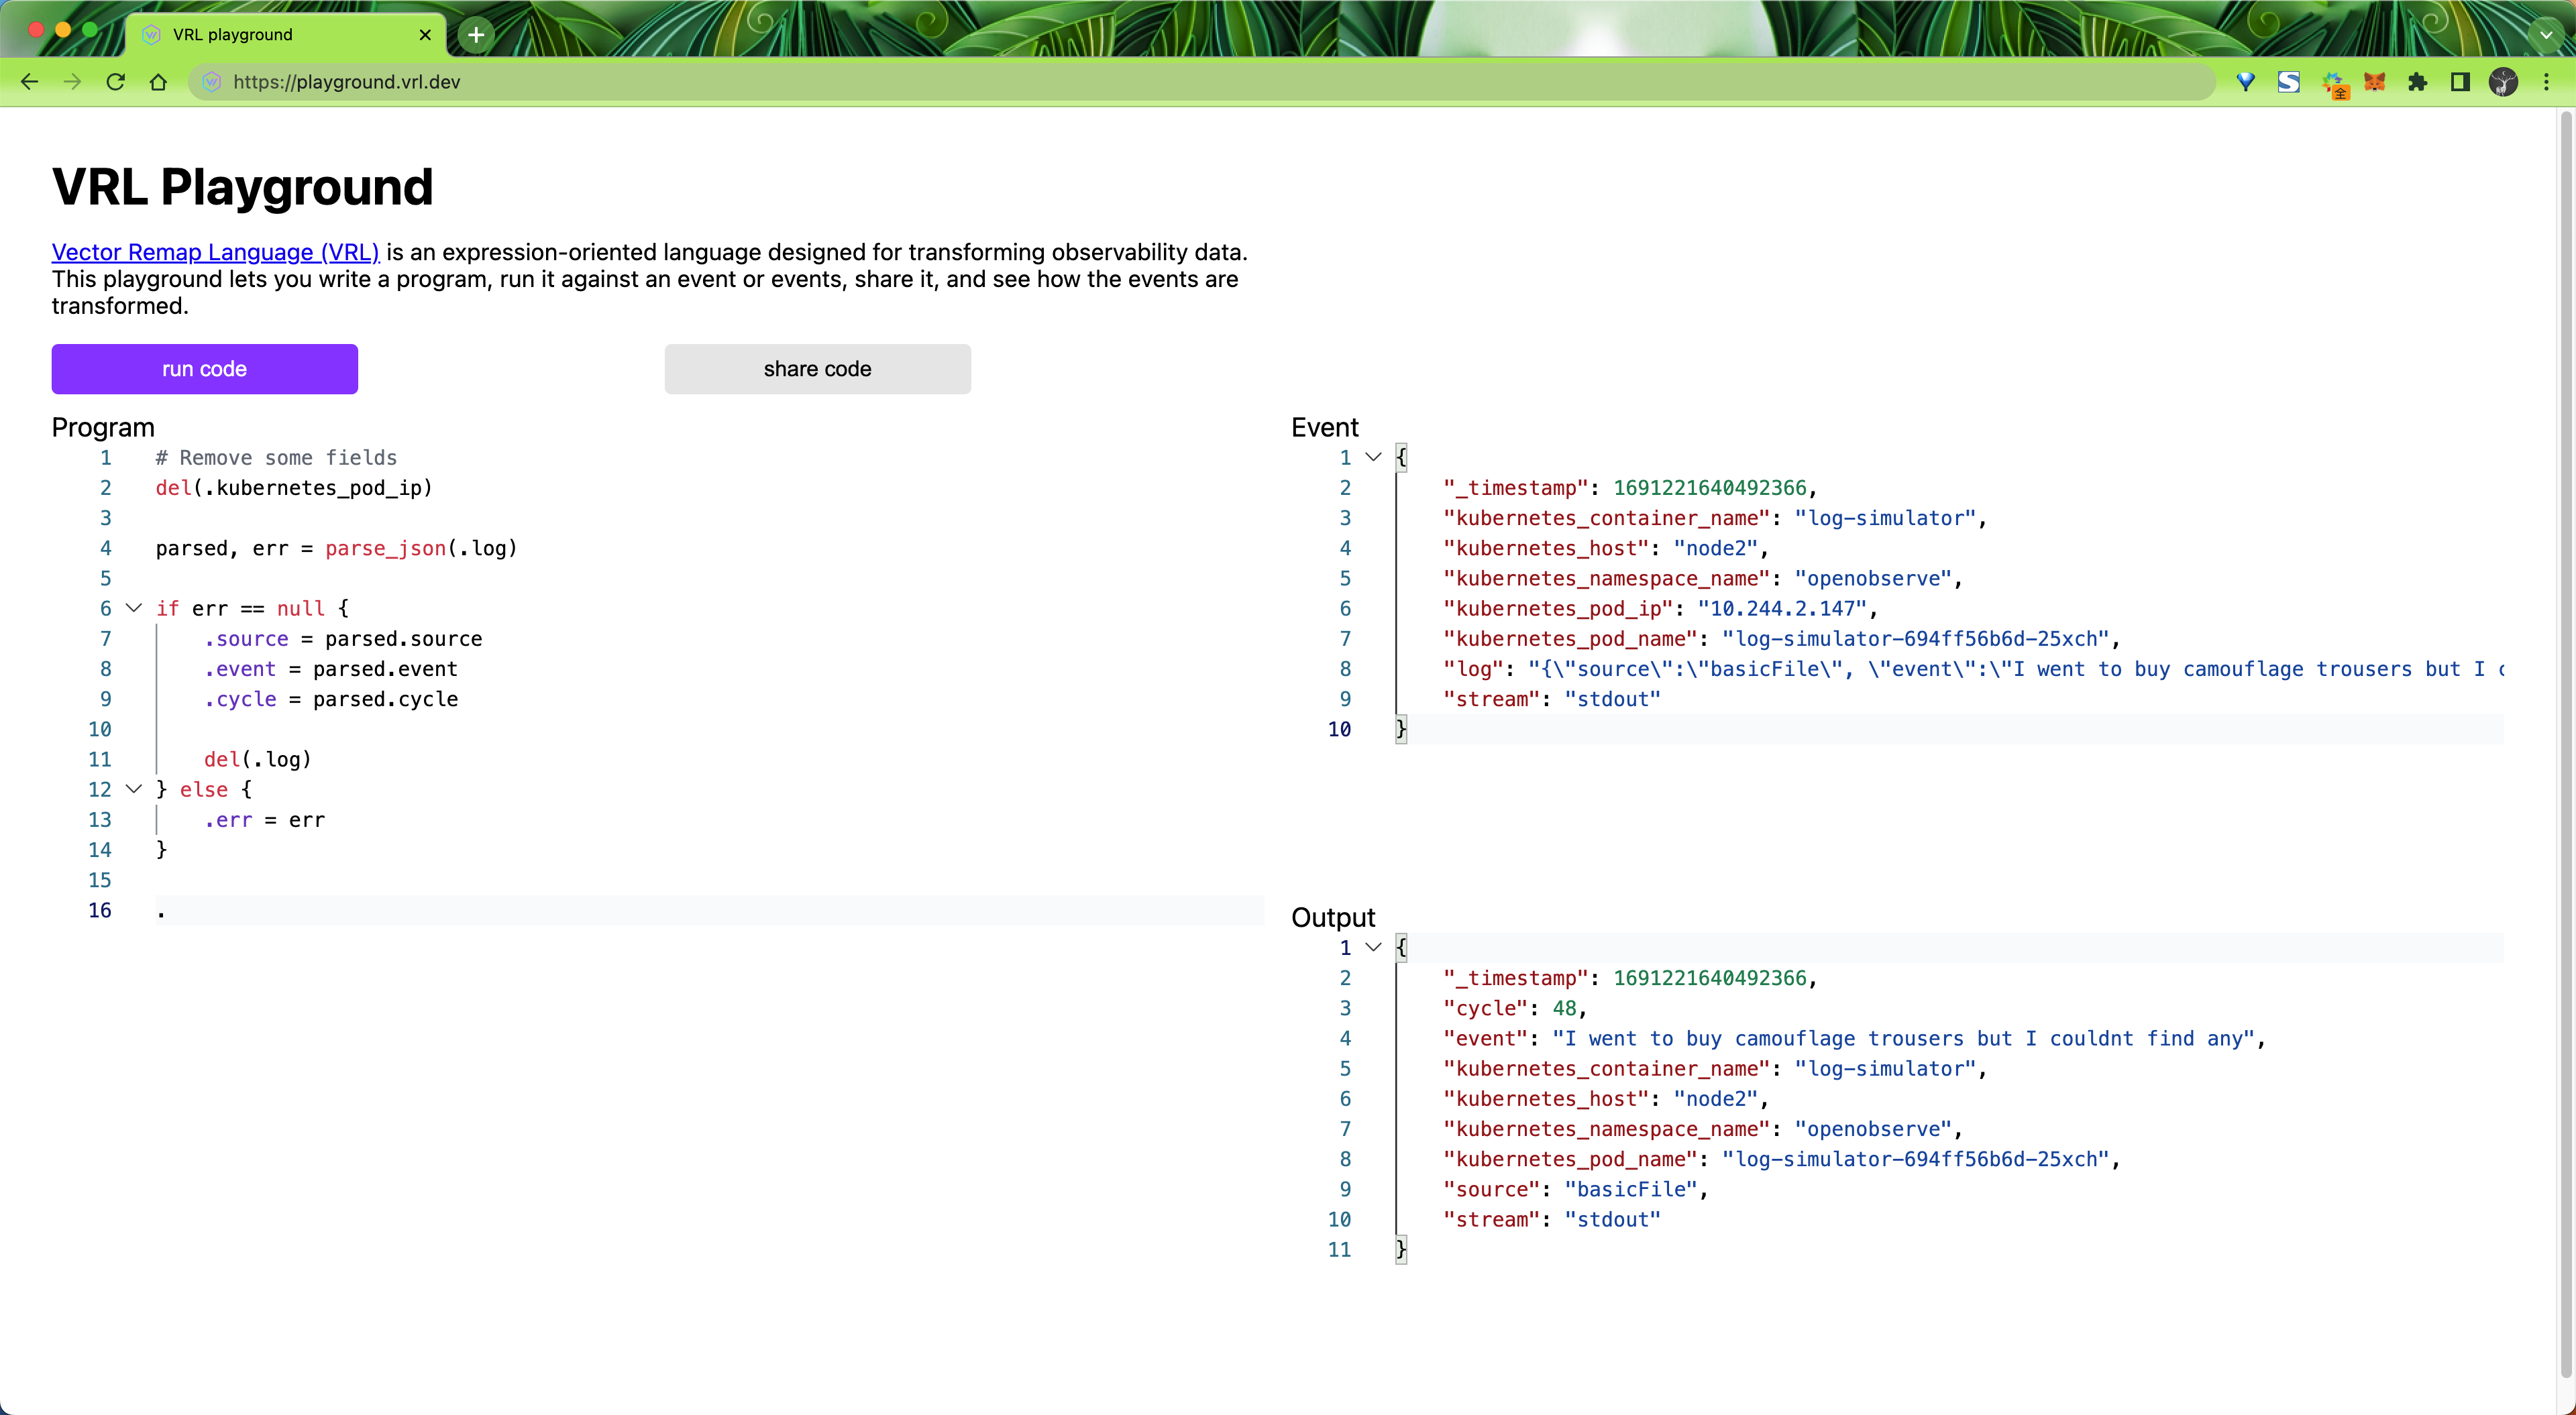 VRL playground
https://playground.vrl.dev
全
VRL Playground
Vector Remap Language (VRL) is an expression-oriented language designed for transforming observability data.
This playground lets you write a program, run it against an event or events, share it, and see how the events are
transformed.
run code
share code
Program
1 # Remove some fields
2 del(.kubernetes_pod_ip)
3
4 parsed, err = parse_json(.log)
5
6 if err == null {
7 .source = parsed.source
8 .event = parsed.event
9 .cycle = parsed.cycle
10
11 del(.log)
12 } else {
13 .err = err
14 }
15
16 .
Event
1 {
2 "_timestamp": 1691221640492366,
3 "kubernetes_container_name": "log-simulator",
4 "kubernetes_host": "node2",
5 "kubernetes_namespace_name": "openobserve",
6 "kubernetes_pod_ip": "10.244.2.147",
7 "kubernetes_pod_name": "log-simulator-694ff56b6d-25xch",
8 "log": "{\"source\":\"basicFile\", \"event\":\"I went to buy camouflage trousers but I
9 "stream": "stdout"
10 }
Output
1 {
2 "_timestamp": 1691221640492366,
3 "cycle": 48,
4 "event": "I went to buy camouflage trousers but I couldnt find any",
5 "kubernetes_container_name": "log-simulator",
6 "kubernetes_host": "node2",
7 "kubernetes_namespace_name": "openobserve",
8 "kubernetes_pod_name": "log-simulator-694ff56b6d-25xch",
9 "source": "basicFile",
10 "stream": "stdout"
11 }